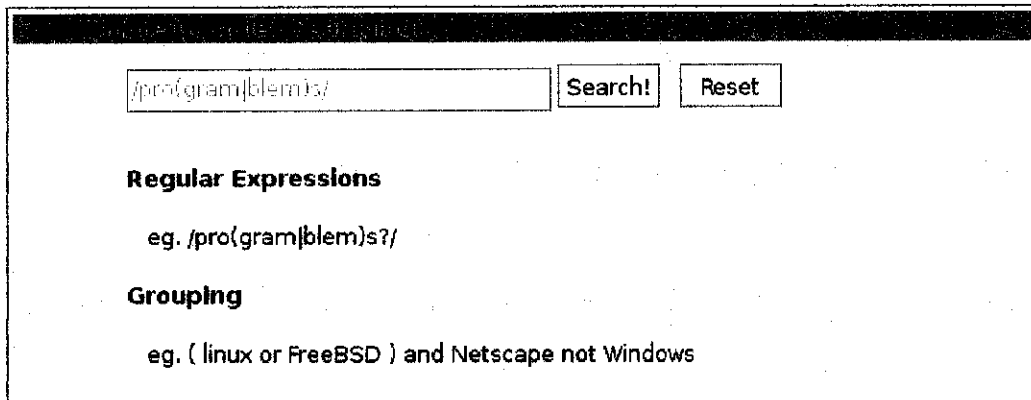 /pro(gram|blem)s/ Search! Reset
Regular Expressions
eg. /pro(gram|blem)s?/
Grouping
eg. ( linux or FreeBSD ) and Netscape not Windows